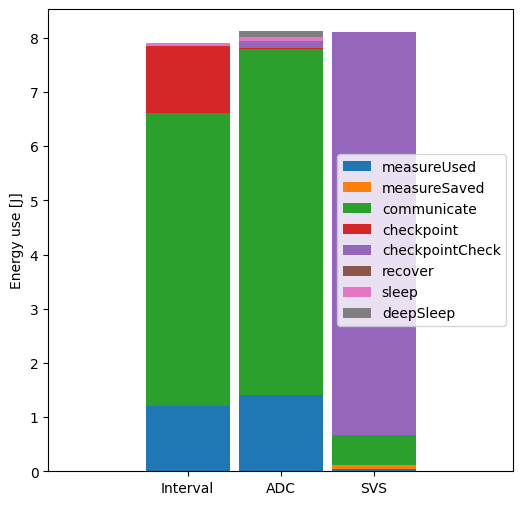 Energy use [J]
8
7
6
5
4
3
2
1
0
measureUsed
measureSaved
communicate
checkpoint
checkpointCheck
recover
sleep
deepSleep
Interval ADC SVS